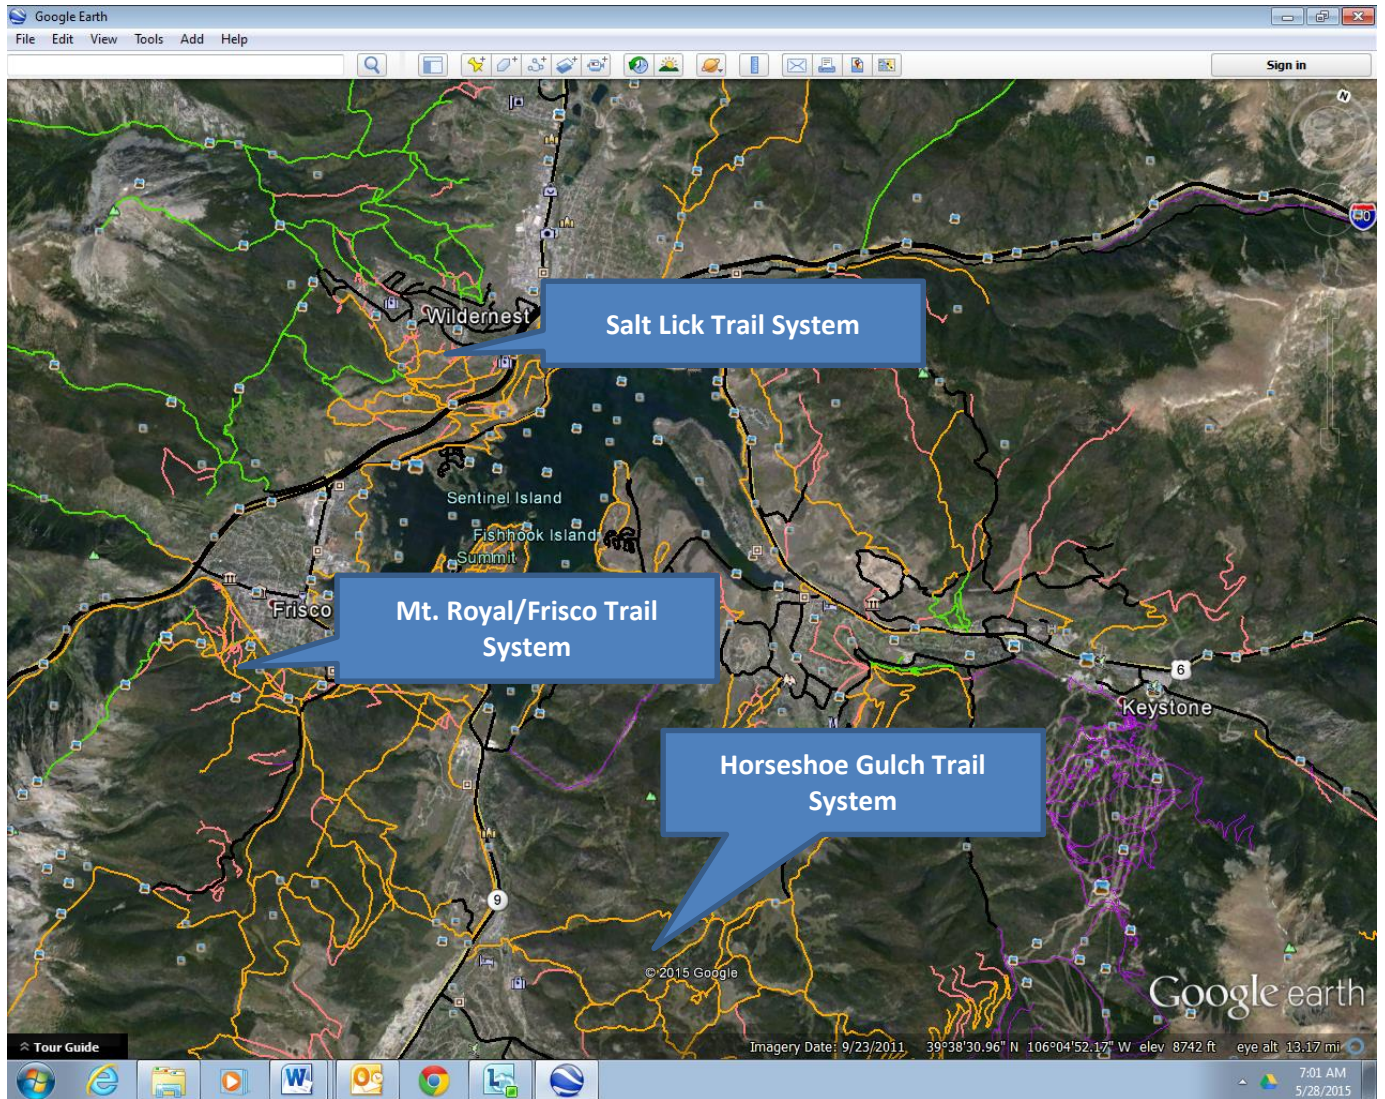 Google Earth
File Edit View Tools Add Help
Sign in
N
70
Wildernest
Salt Lick Trail System
Sentinel Island
Fishhook Island
Summit
Frisco
Mt. Royal/Frisco Trail
System
6
Keystone
Horseshoe Gulch Trail
System
9
© 2015 Google
Google earth
Tour Guide
Imagery Date: 9/23/2011 39°38'30.96" N 106°04'52.17" W elev 8742 ft eye alt 13.17 mi
7:01 AM
5/28/2015